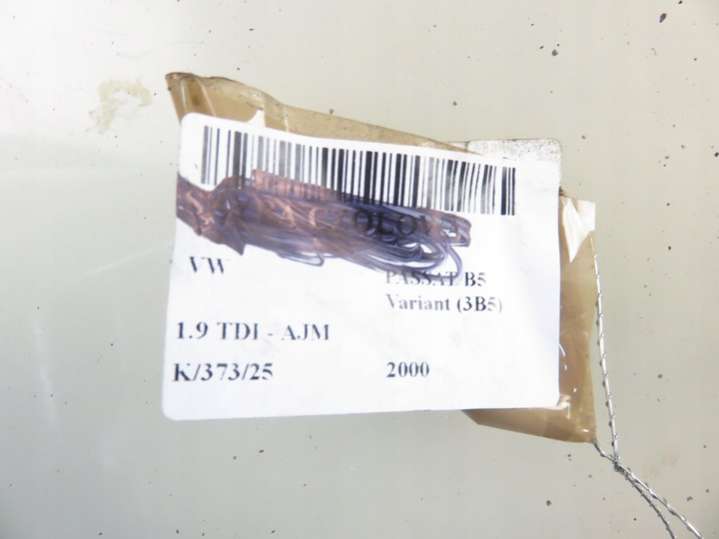 VW
PASSAT B5
Variant (3B5)
1.9 TDI - AJM
K/373/25
2000